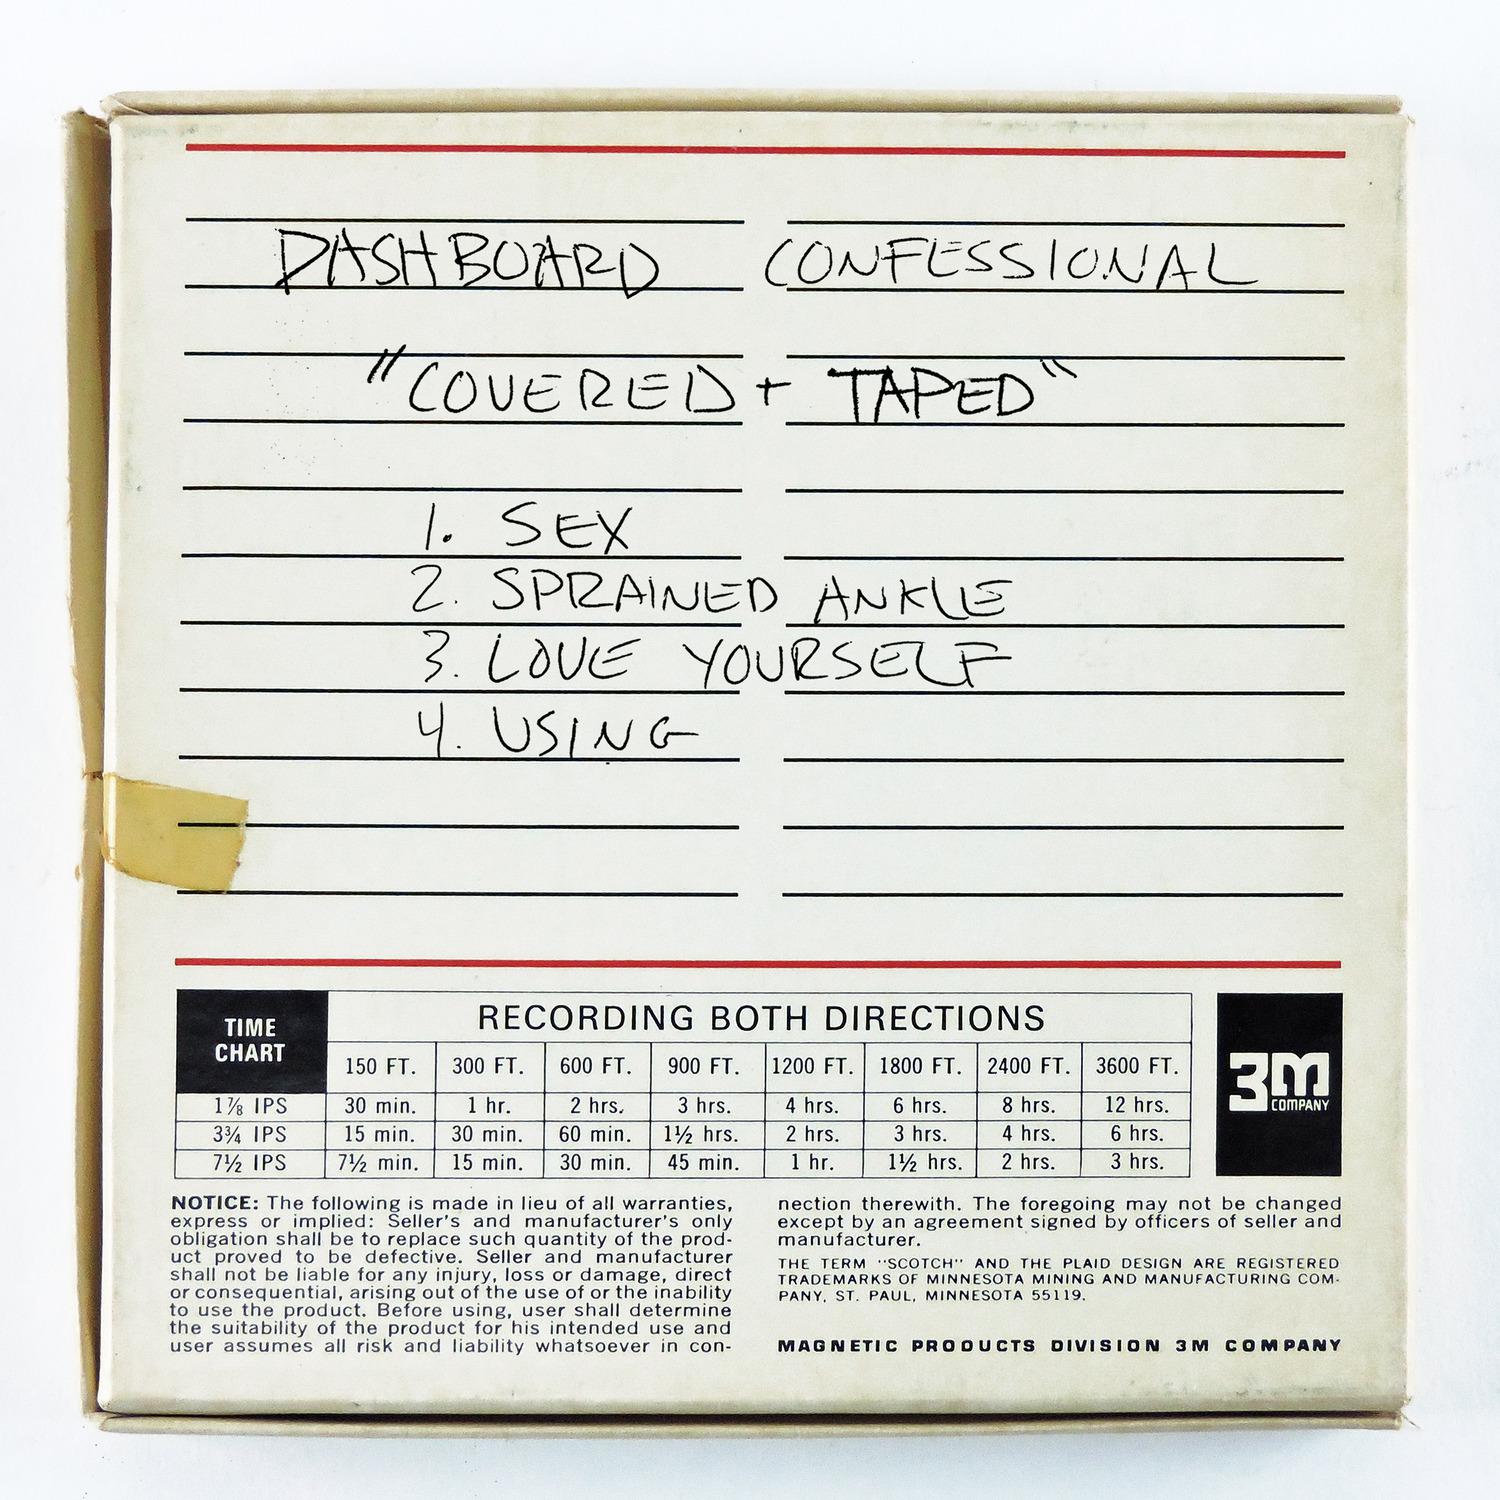 DASHBOARD CONFESSIONAL
"COVERED + TAPED"
1. SEX
2. SPRAINED ANKLE
3. LOVE YOURSELF
4. USING
TIME CHART RECORDING BOTH DIRECTIONS
150 FT. 300 FT. 600 FT. 900 FT. 1200 FT. 1800 FT. 2400 FT. 3600 FT.
1⅞ IPS 30 min. 1 hr. 2 hrs. 3 hrs. 4 hrs. 6 hrs. 8 hrs. 12 hrs.
3¾ IPS 15 min. 30 min. 60 min. 1½ hrs. 2 hrs. 3 hrs. 4 hrs. 6 hrs.
7½ IPS 7½ min. 15 min. 30 min. 45 min. 1 hr. 1½ hrs. 2 hrs. 3 hrs.
3M COMPANY
NOTICE: The following is made in lieu of all warranties,
express or implied: Seller's and manufacturer's only
obligation shall be to replace such quantity of the prod-
uct proved to be defective. Seller and manufacturer
shall not be liable for any injury, loss or damage, direct
or consequential, arising out of the use of or the inability
to use the product. Before using, user shall determine
the suitability of the product for his intended use and
user assumes all risk and liability whatsoever in con-
nection therewith. The foregoing may not be changed
except by an agreement signed by officers of seller and
manufacturer.
THE TERM "SCOTCH" AND THE PLAID DESIGN ARE REGISTERED
TRADEMARKS OF MINNESOTA MINING AND MANUFACTURING COM-
PANY, ST. PAUL, MINNESOTA 55119.
MAGNETIC PRODUCTS DIVISION 3M COMPANY